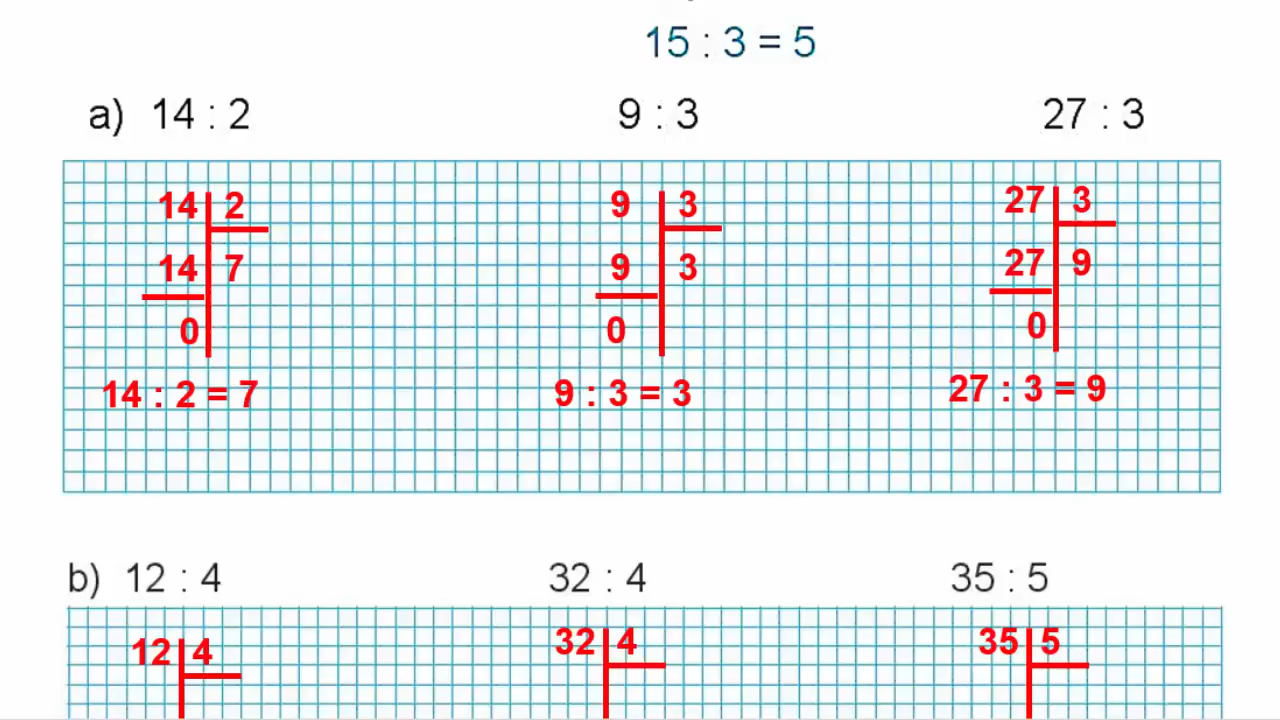 15 : 3 = 5
a) 14 : 2 9 : 3 27 : 3
14 2 9 3 27 3
14 7 9 3 27 9
0 0 0
14 : 2 = 7 9 : 3 = 3 27 : 3 = 9
b) 12 : 4 32 : 4 35 : 5
12 4 32 4 35 5